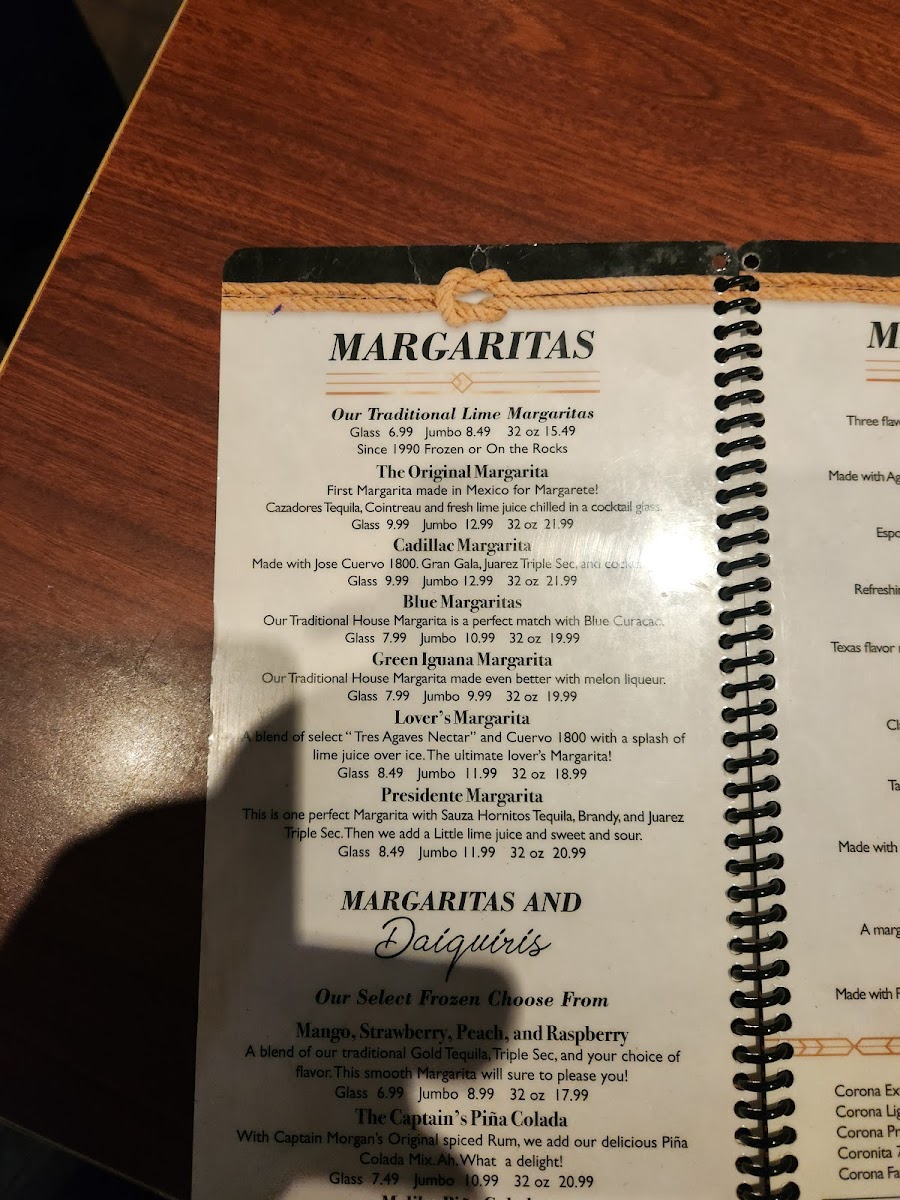 MARGARITAS
Our Traditional Lime Margaritas
Glass 6.99 Jumbo 8.49 32 oz 15.49
Since 1990 Frozen or On the Rocks
The Original Margarita
First Margarita made in Mexico for Margarete!
Cazadores Tequila, Cointreau and fresh lime juice chilled in a cocktail glass.
Glass 9.99 Jumbo 12.99 32 oz 21.99
Cadillac Margarita
Made with Jose Cuervo 1800. Gran Gala, Juarez Triple Sec, and
Glass 9.99 Jumbo 12.99 32 oz 21.99
Blue Margaritas
Our Traditional House Margarita is a perfect match with Blue Curacao.
Glass 7.99 Jumbo 10.99 32 oz 19.99
Green Iguana Margarita
Our Traditional House Margarita made even better with melon liqueur.
Glass 7.99 Jumbo 9.99 32 oz 19.99
Lover's Margarita
A blend of select " Tres Agaves Nectar" and Cuervo 1800 with a splash of
lime juice over ice. The ultimate lover's Margarita!
Glass 8.49 Jumbo 11.99 32 oz 18.99
Presidente Margarita
This is one perfect Margarita with Sauza Hornitos Tequila, Brandy, and Juarez
Triple Sec. Then we add a Little lime juice and sweet and sour.
Glass 8.49 Jumbo 11.99 32 oz 20.99
MARGARITAS AND
Daiquiris
Our Select Frozen Choose From
Mango, Strawberry, Peach, and Raspberry
A blend of our traditional Gold Tequila, Triple Sec, and your choice of
flavor. This smooth Margarita will sure to please you!
Glass 6.99 Jumbo 8.99 32 oz 17.99
The Captain's Piña Colada
With Captain Morgan's Original spiced Rum, we add our delicious Piña
Colada Mix. Ah, What a delight!
Glass 7.49 Jumbo 10.99 32 oz 20.99
M
Three
Made with
Texas flavor
Made with
A
Made with
Corona
Corona
Corona
Coronita
Corona